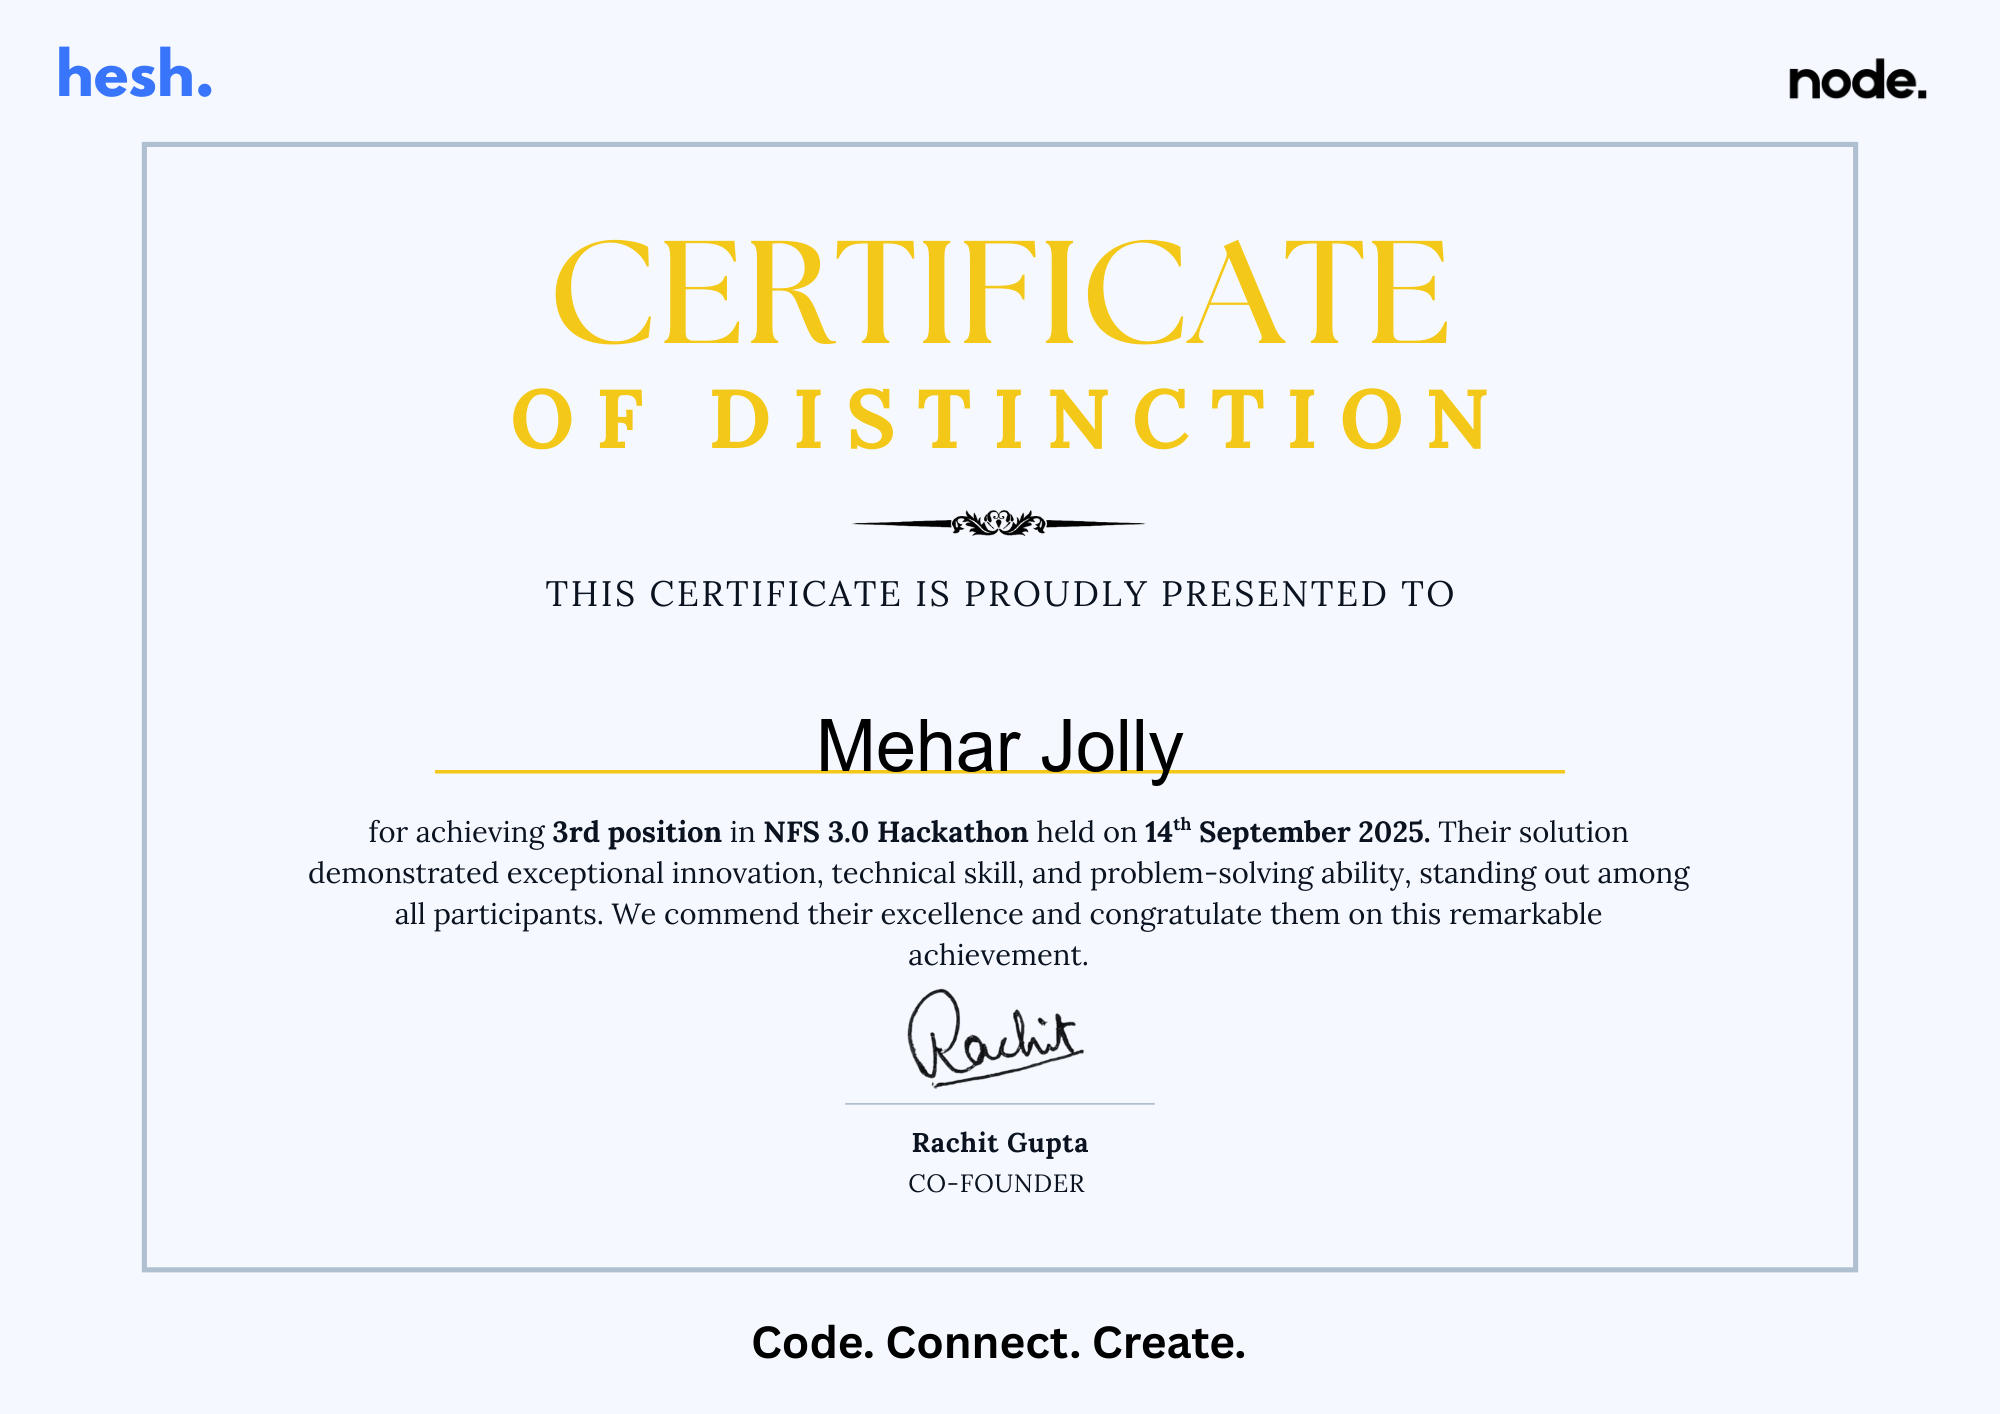 hesh.
node.
CERTIFICATE
OF DISTINCTION
THIS CERTIFICATE IS PROUDLY PRESENTED TO
Mehar Jolly
for achieving 3rd position in NFS 3.0 Hackathon held on 14th September 2025. Their solution
demonstrated exceptional innovation, technical skill, and problem-solving ability, standing out among
all participants. We commend their excellence and congratulate them on this remarkable
achievement.
Rachit
Rachit Gupta
CO-FOUNDER
Code. Connect. Create.